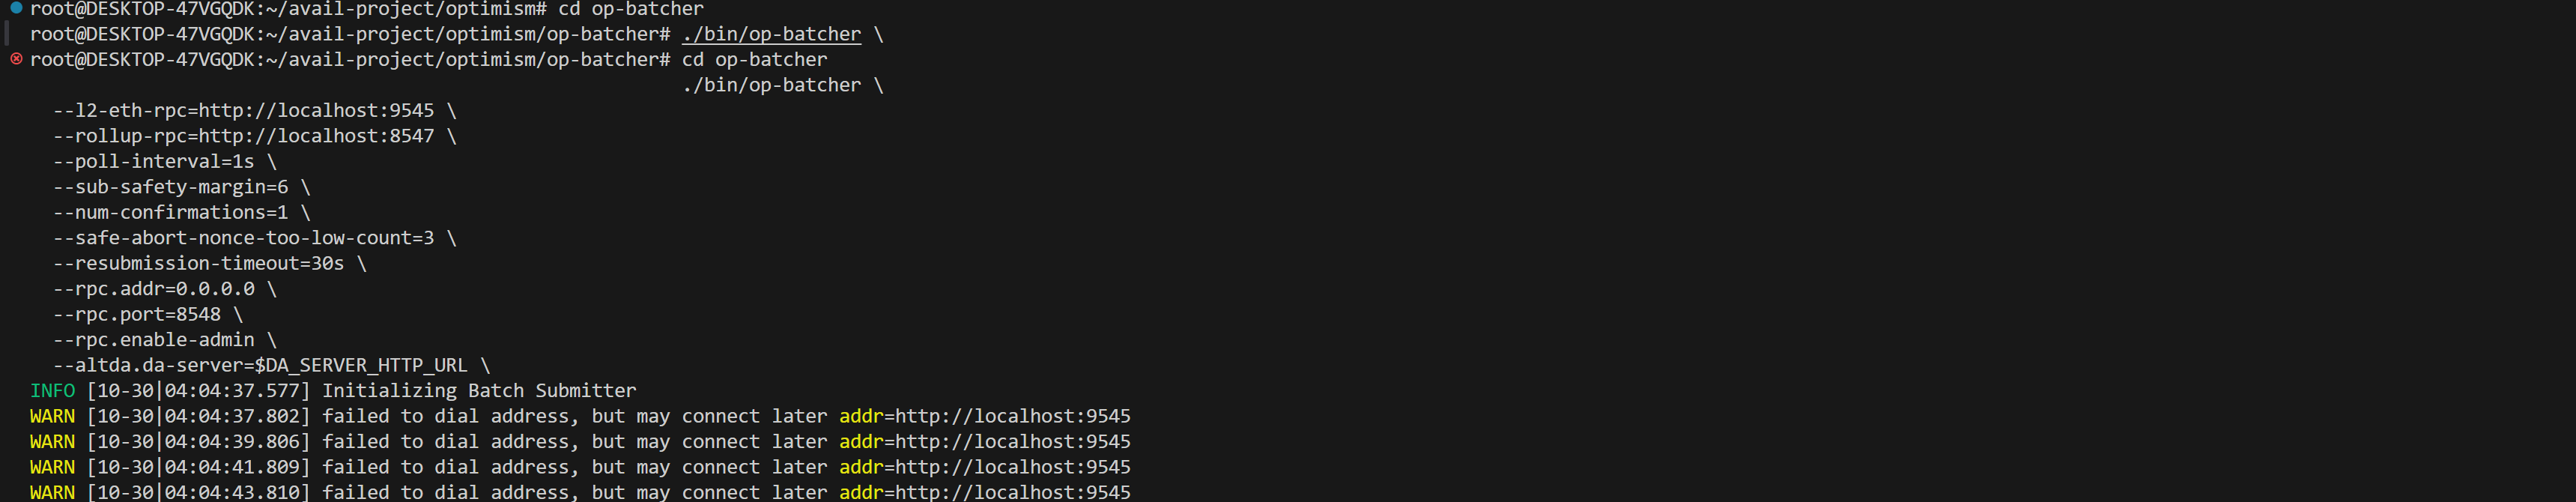 root@DESKTOP-47VGQDK:~/avail-project/optimism# cd op-batcher
root@DESKTOP-47VGQDK:~/avail-project/optimism/op-batcher# ./bin/op-batcher \
root@DESKTOP-47VGQDK:~/avail-project/optimism/op-batcher# cd op-batcher
./bin/op-batcher \
--l2-eth-rpc=http://localhost:9545 \
--rollup-rpc=http://localhost:8547 \
--poll-interval=1s \
--sub-safety-margin=6 \
--num-confirmations=1 \
--safe-abort-nonce-too-low-count=3 \
--resubmission-timeout=30s \
--rpc.addr=0.0.0.0 \
--rpc.port=8548 \
--rpc.enable-admin \
--altda.da-server=$DA_SERVER_HTTP_URL \
INFO [10-30|04:04:37.577] Initializing Batch Submitter
WARN [10-30|04:04:37.802] failed to dial address, but may connect later addr=http://localhost:9545
WARN [10-30|04:04:39.806] failed to dial address, but may connect later addr=http://localhost:9545
WARN [10-30|04:04:41.809] failed to dial address, but may connect later addr=http://localhost:9545
WARN [10-30|04:04:43.810] failed to dial address, but may connect later addr=http://localhost:9545